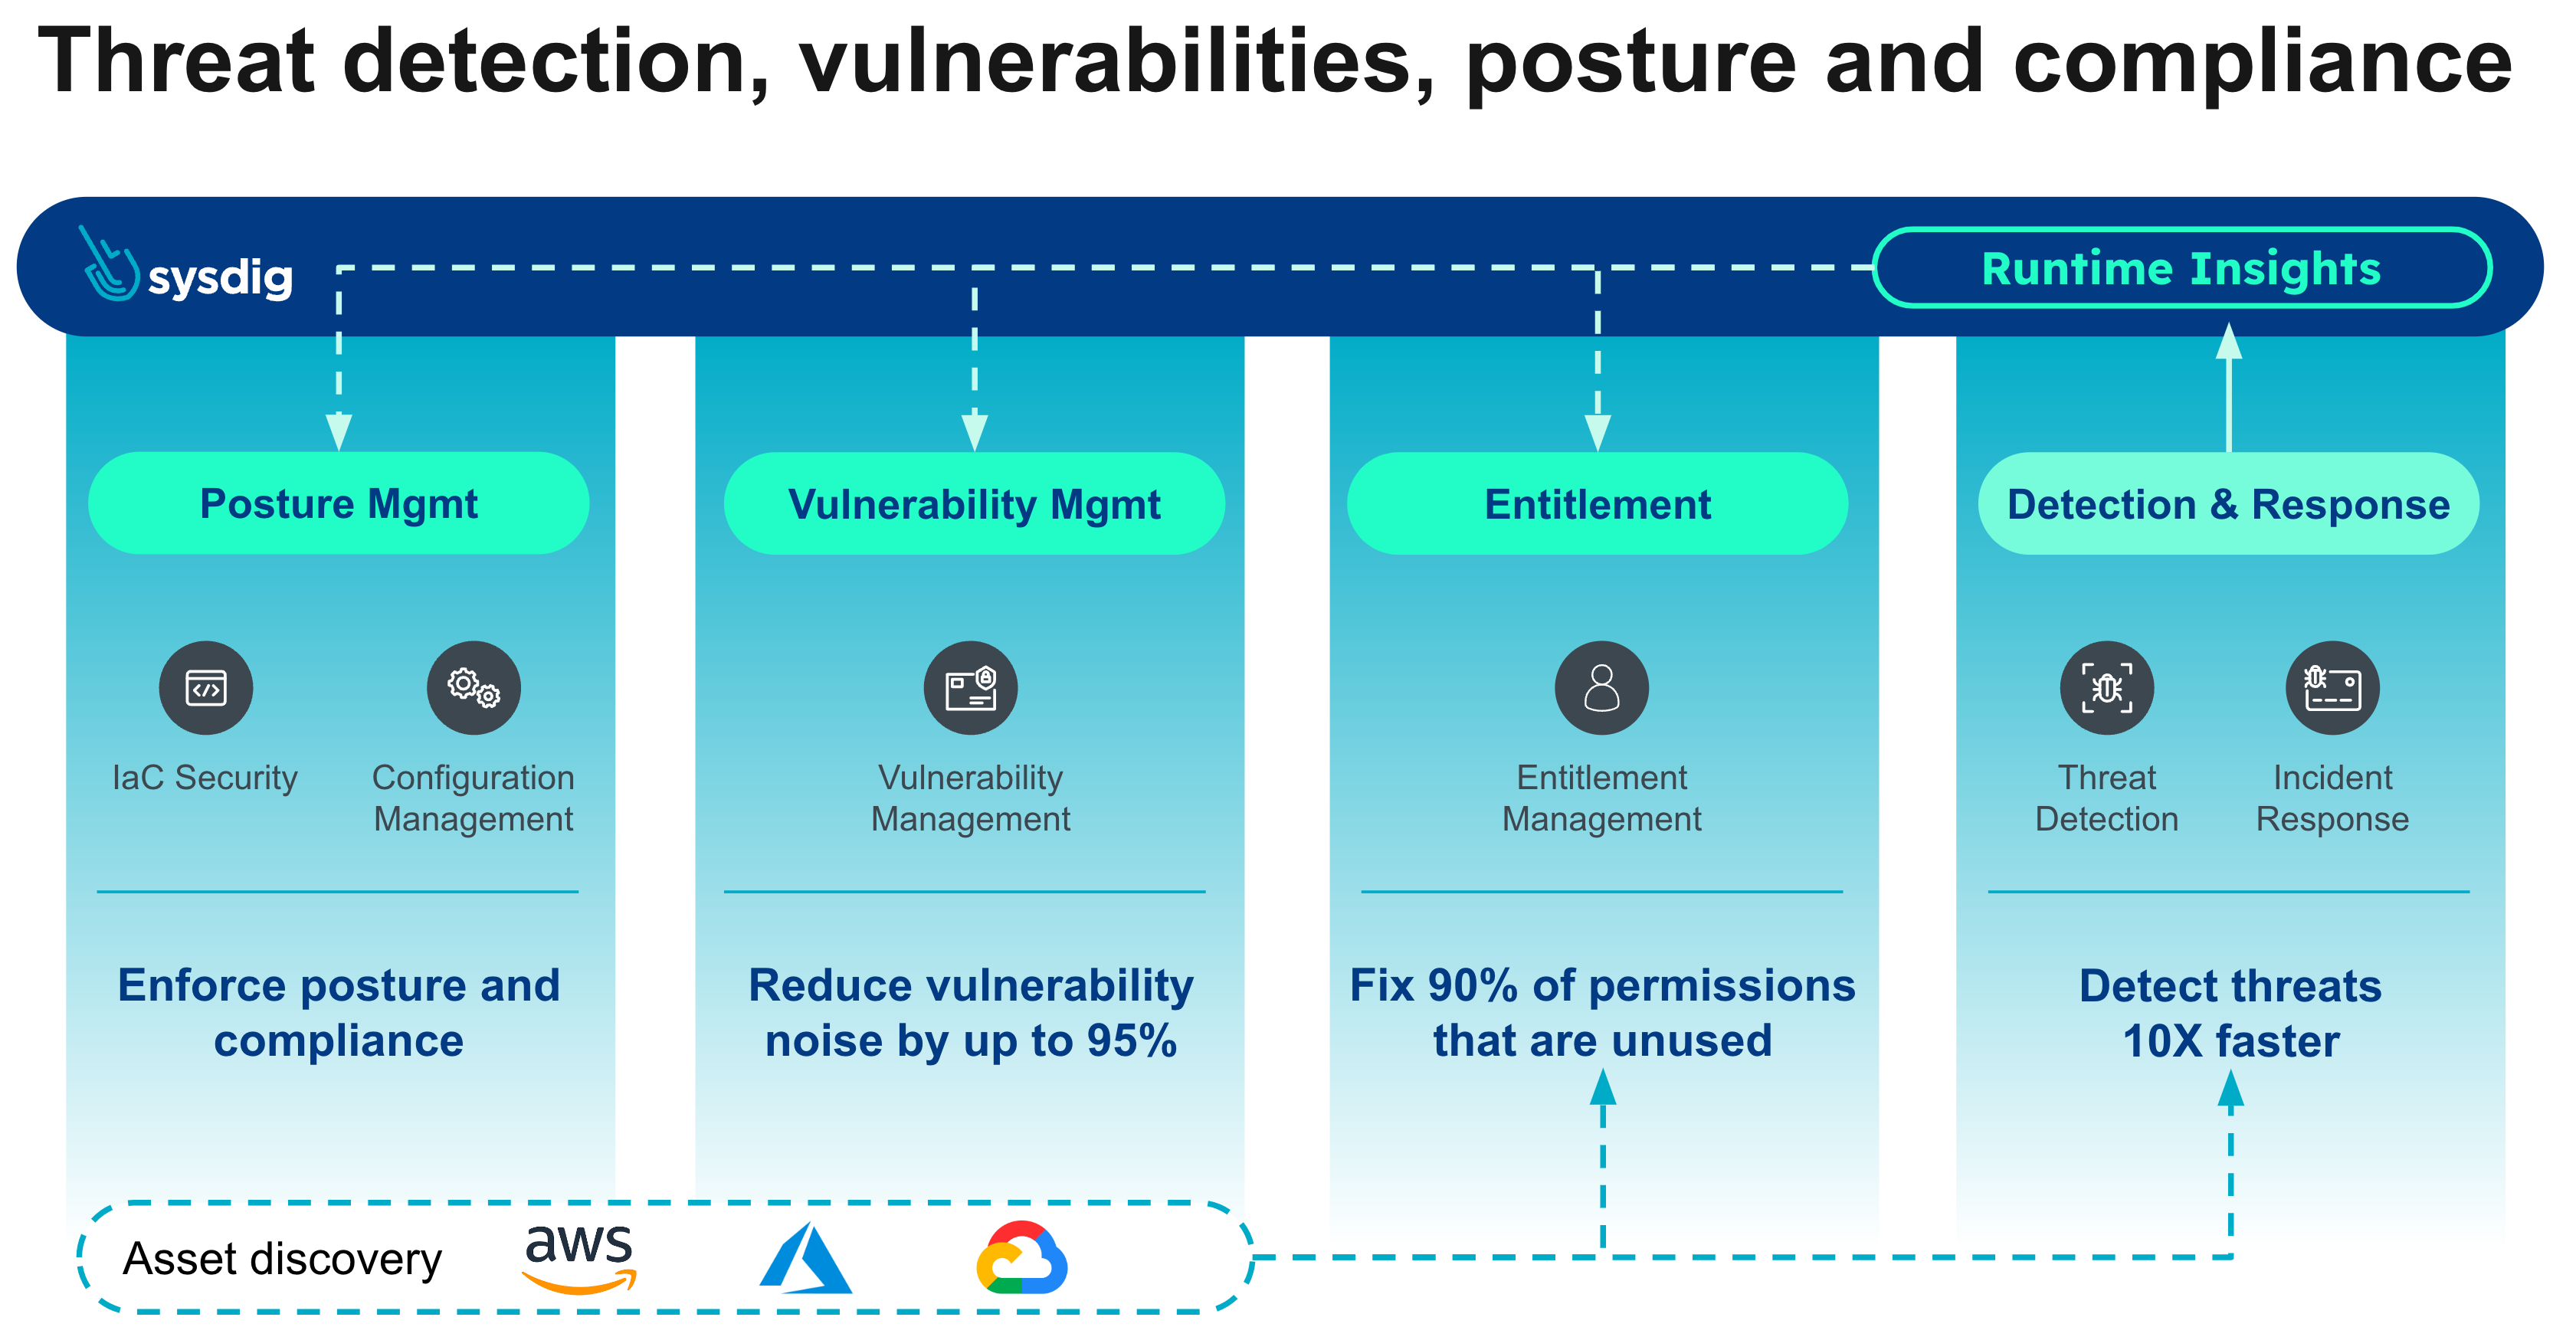 Threat detection, vulnerabilities, posture and compliance
sysdig
Runtime Insights
Posture Mgmt
Vulnerability Mgmt
Entitlement
Detection & Response
IaC Security
Configuration
Management
Vulnerability
Management
Entitlement
Management
Threat
Detection
Incident
Response
Enforce posture and
compliance
Reduce vulnerability
noise by up to 95%
Fix 90% of permissions
that are unused
Detect threats
10X faster
Asset discovery
aws